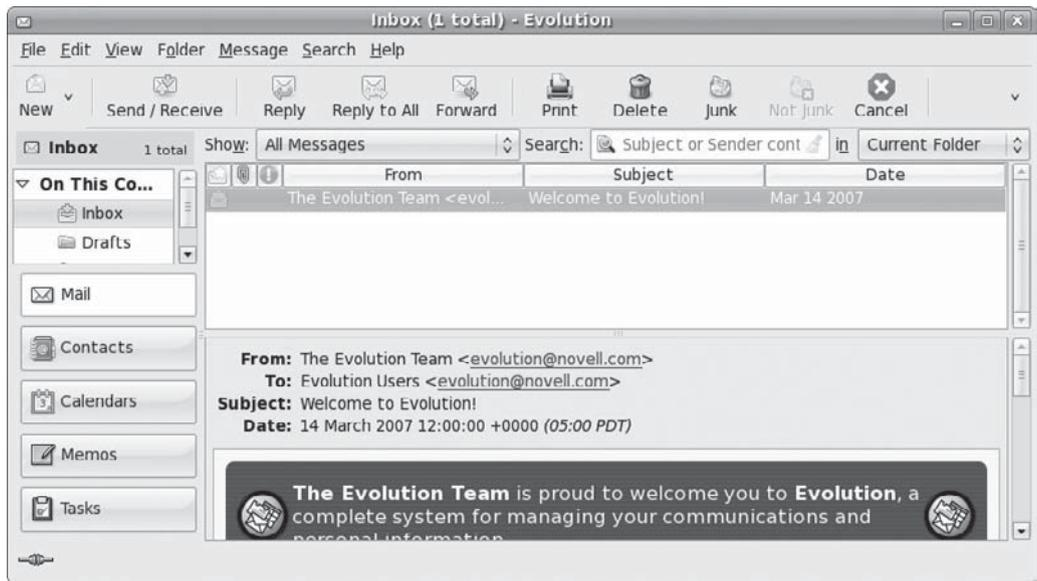 Inbox (1 total) - Evolution
File Edit View Folder Message Search Help
New Send / Receive Reply Reply to All Forward Print Delete Junk Not Junk Cancel
Inbox 1 total Show: All Messages Search: Subject or Sender cont in Current Folder
On This Co... From Subject Date
The Evolution Team <evol... Welcome to Evolution! Mar 14 2007
Inbox
Drafts
Mail
Contacts
Calendars
Memos
Tasks
From: The Evolution Team <evolution@novell.com>
To: Evolution Users <evolution@novell.com>
Subject: Welcome to Evolution!
Date: 14 March 2007 12:00:00 +0000 (05:00 PDT)
The Evolution Team is proud to welcome you to Evolution, a
complete system for managing your communications and
personal information